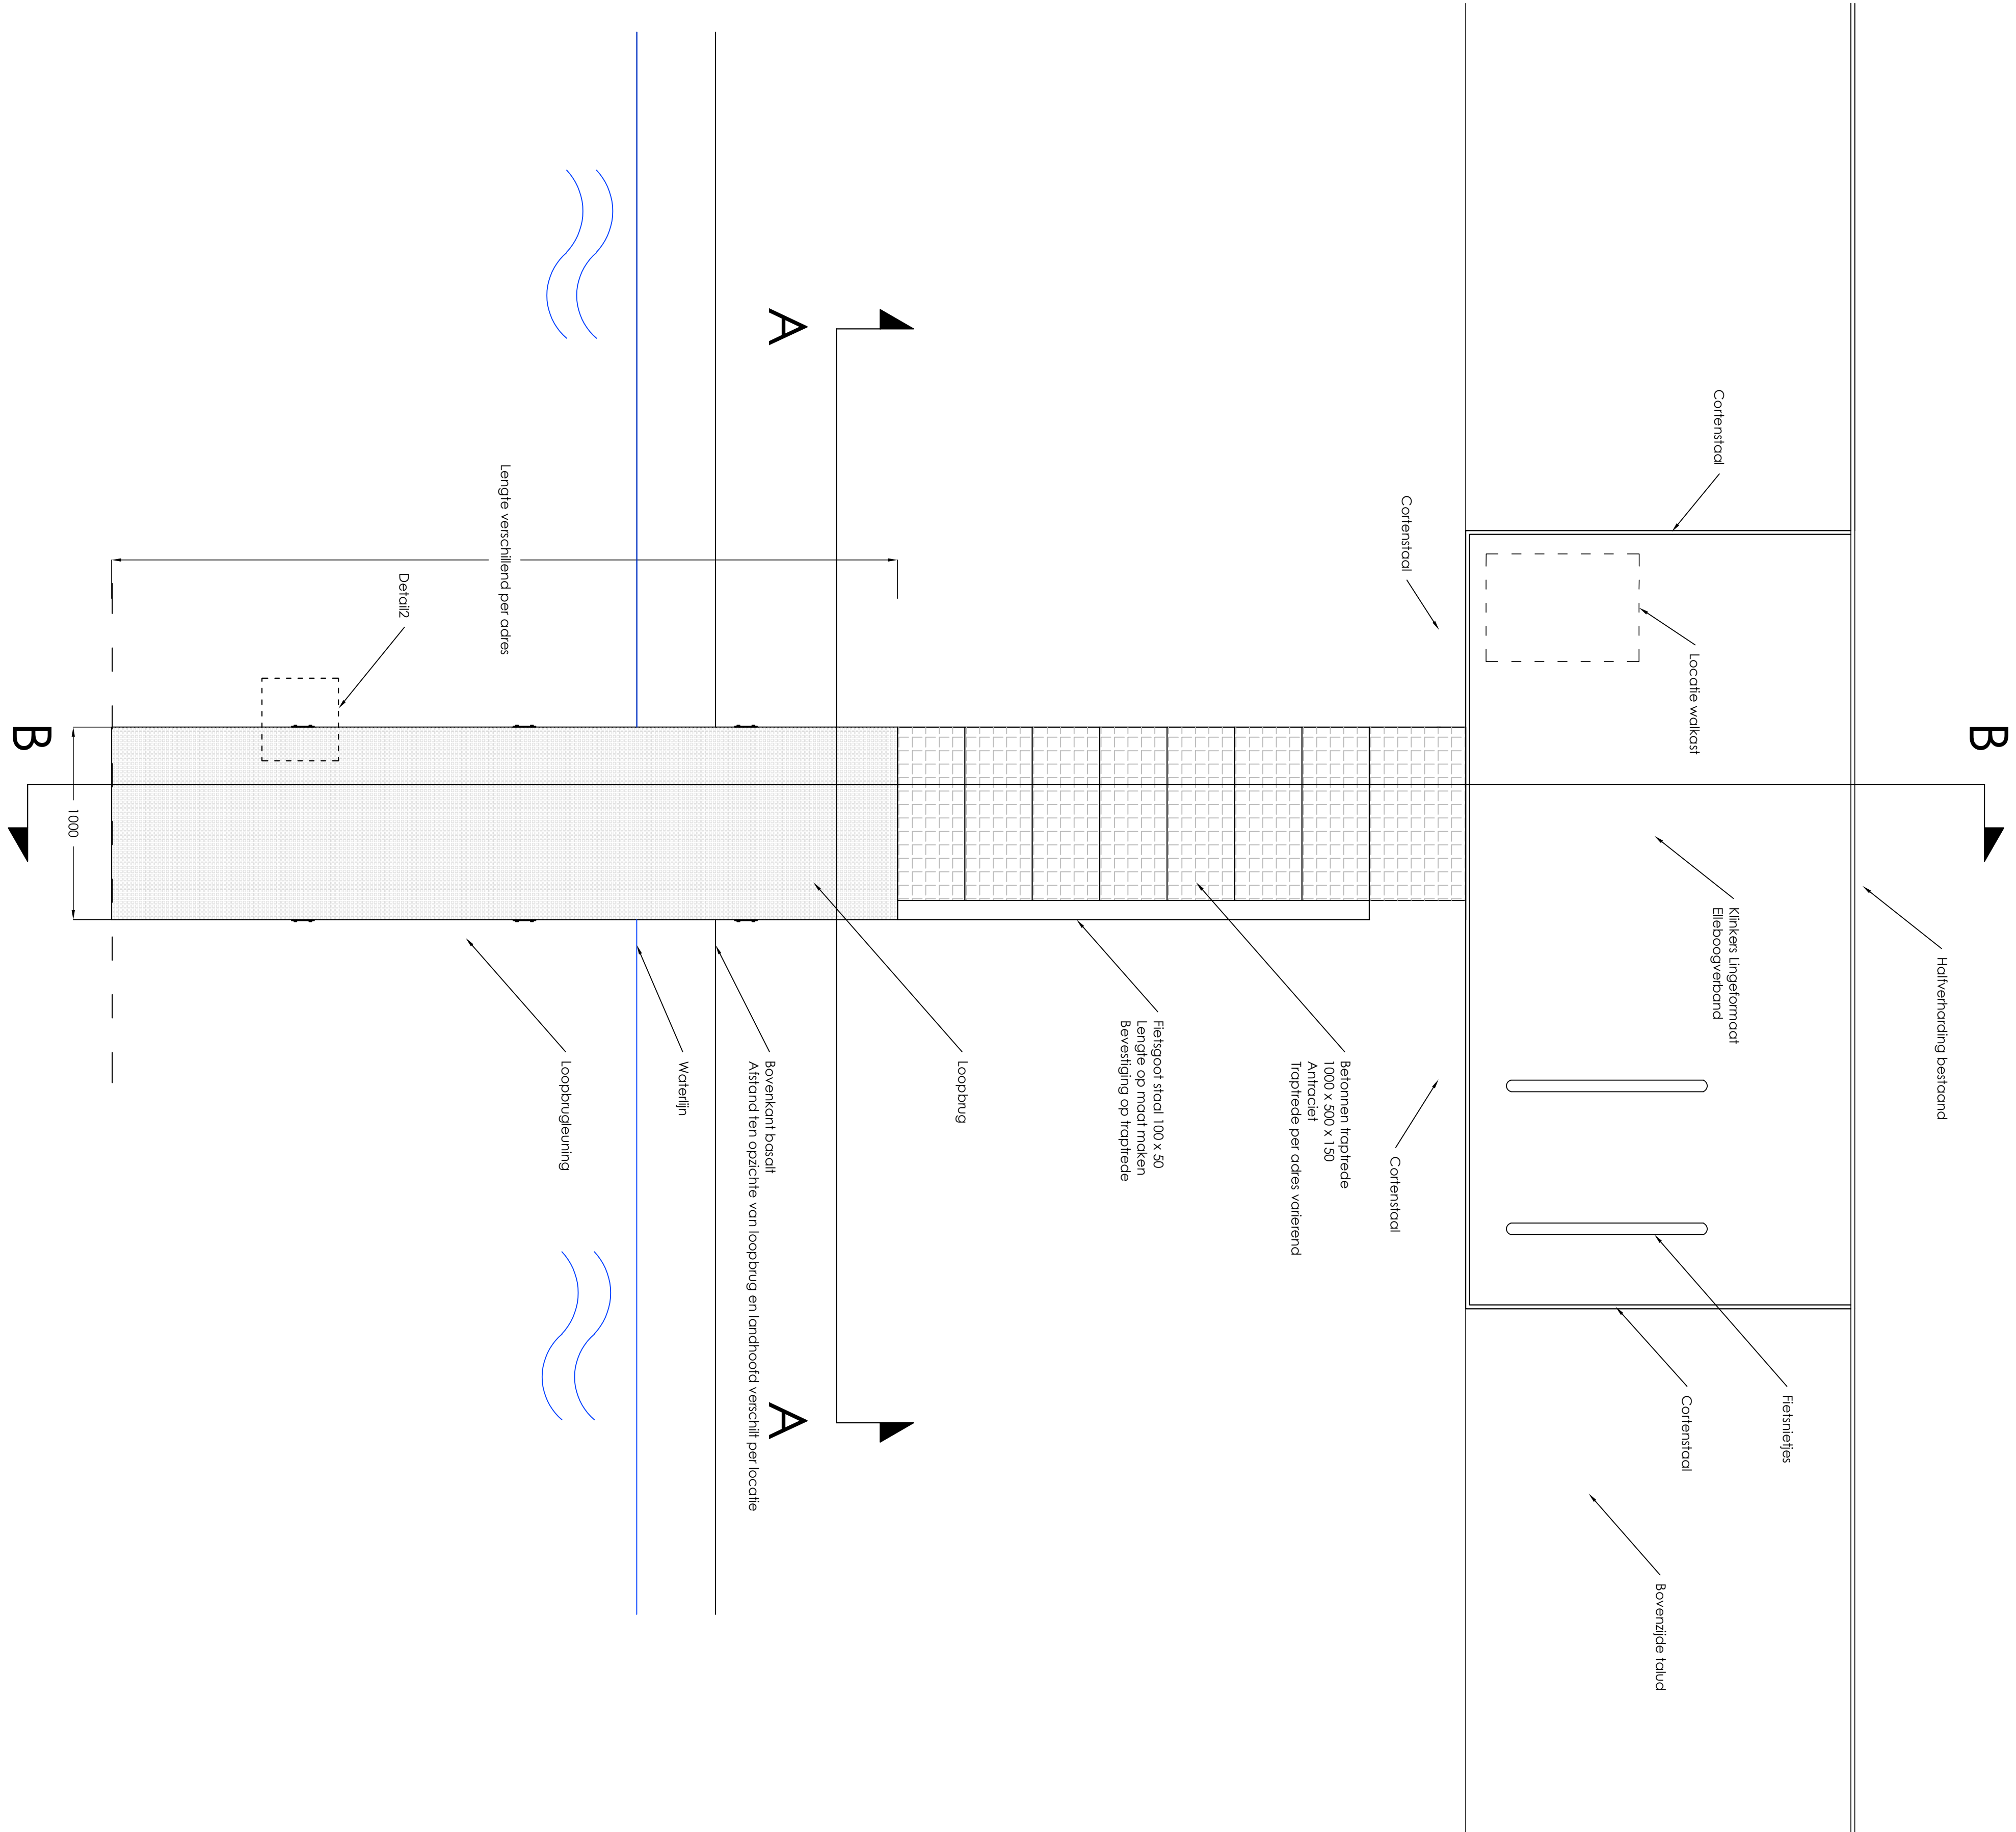 Halfverharding bestaand
B
B
Klinkers Lingeformaat
Elleboogverband
Fietsnietjes
Cortenstaal
Locatie walkast
Cortenstaal
Bovenzijde talud
Cortenstaal
Cortenstaal
Betonnen traptrede
1000 x 500 x 150
Antraciet
Traptrede per adres varierend
Fietsgoot staal 100 x 50
Lengte op maat maken
Bevestiging op traptrede
Loopbrug
A
A
Bovenkant basalt
Afstand ten opzichte van loopbrug en landhoofd verschilt per locatie
Waterlijn
Loopbrugleuning
Lengte verschillend per adres
Detail2
1000